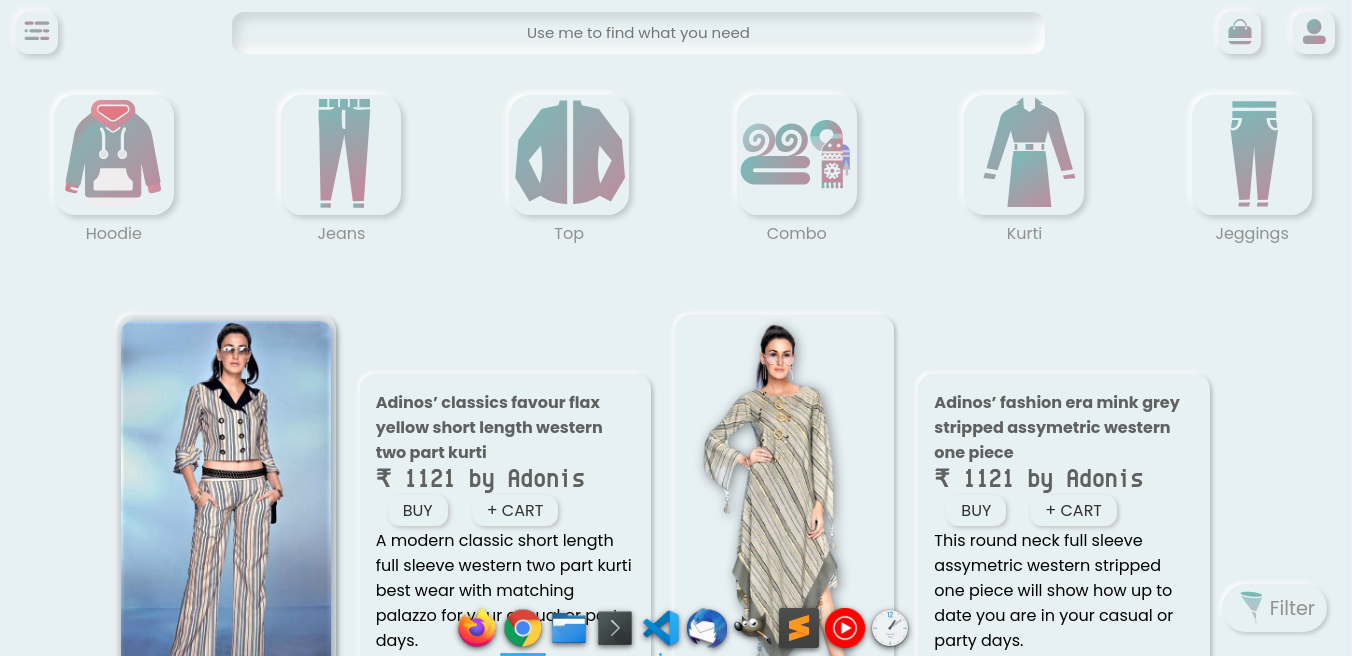 Use me to find what you need
Hoodie
Jeans
Top
Combo
Kurti
Jeggings
Adinos’ classics favour flax
yellow short length western
two part kurti
₹ 1121 by Adonis
BUY
+ CART
A modern classic short length
full sleeve western two part kurti
best wear with matching
palazzo for your casual or
days.
Adinos’ fashion era mink grey
stripped assymetric western
one piece
₹ 1121 by Adonis
BUY
+ CART
This round neck full sleeve
assymetric western stripped
one piece will show how up to
date you are in your casual or
party days.
Filter
12